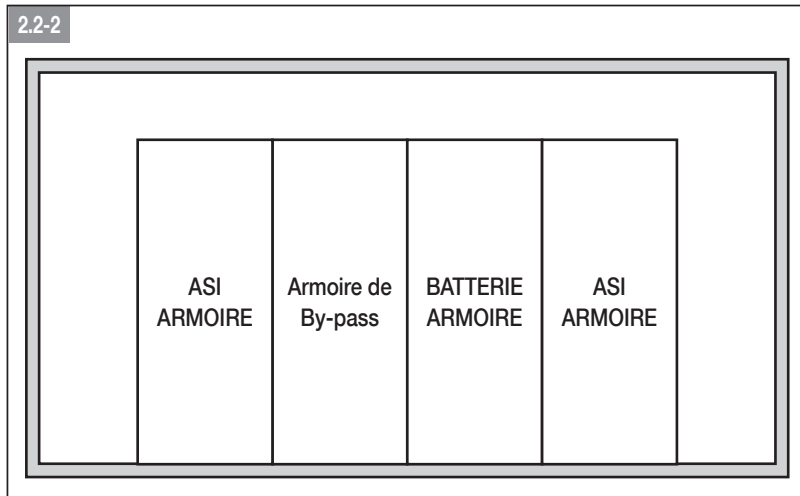 2.2-2
ASI
ARMOIRE
Armoire de
By-pass
BATTERIE
ARMOIRE
ASI
ARMOIRE